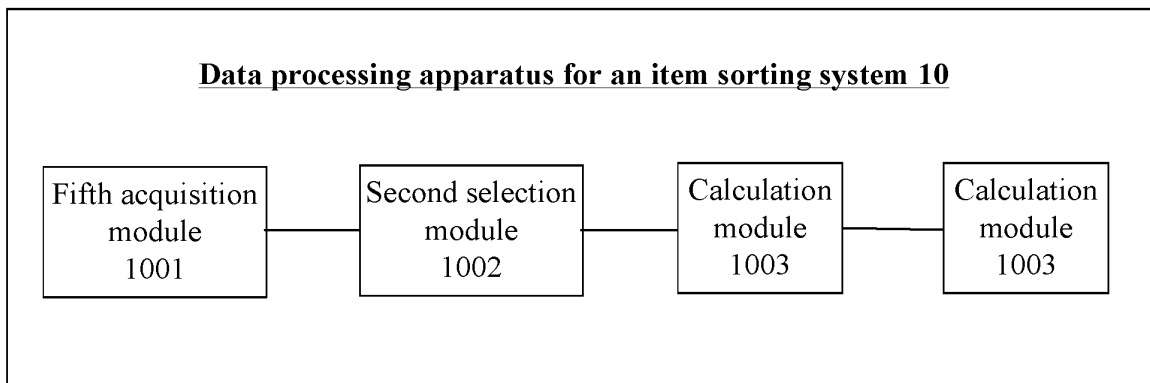 Data processing apparatus for an item sorting system 10
Fifth acquisition
module
1001
Second selection
module
1002
Calculation
module
1003
Calculation
module
1003